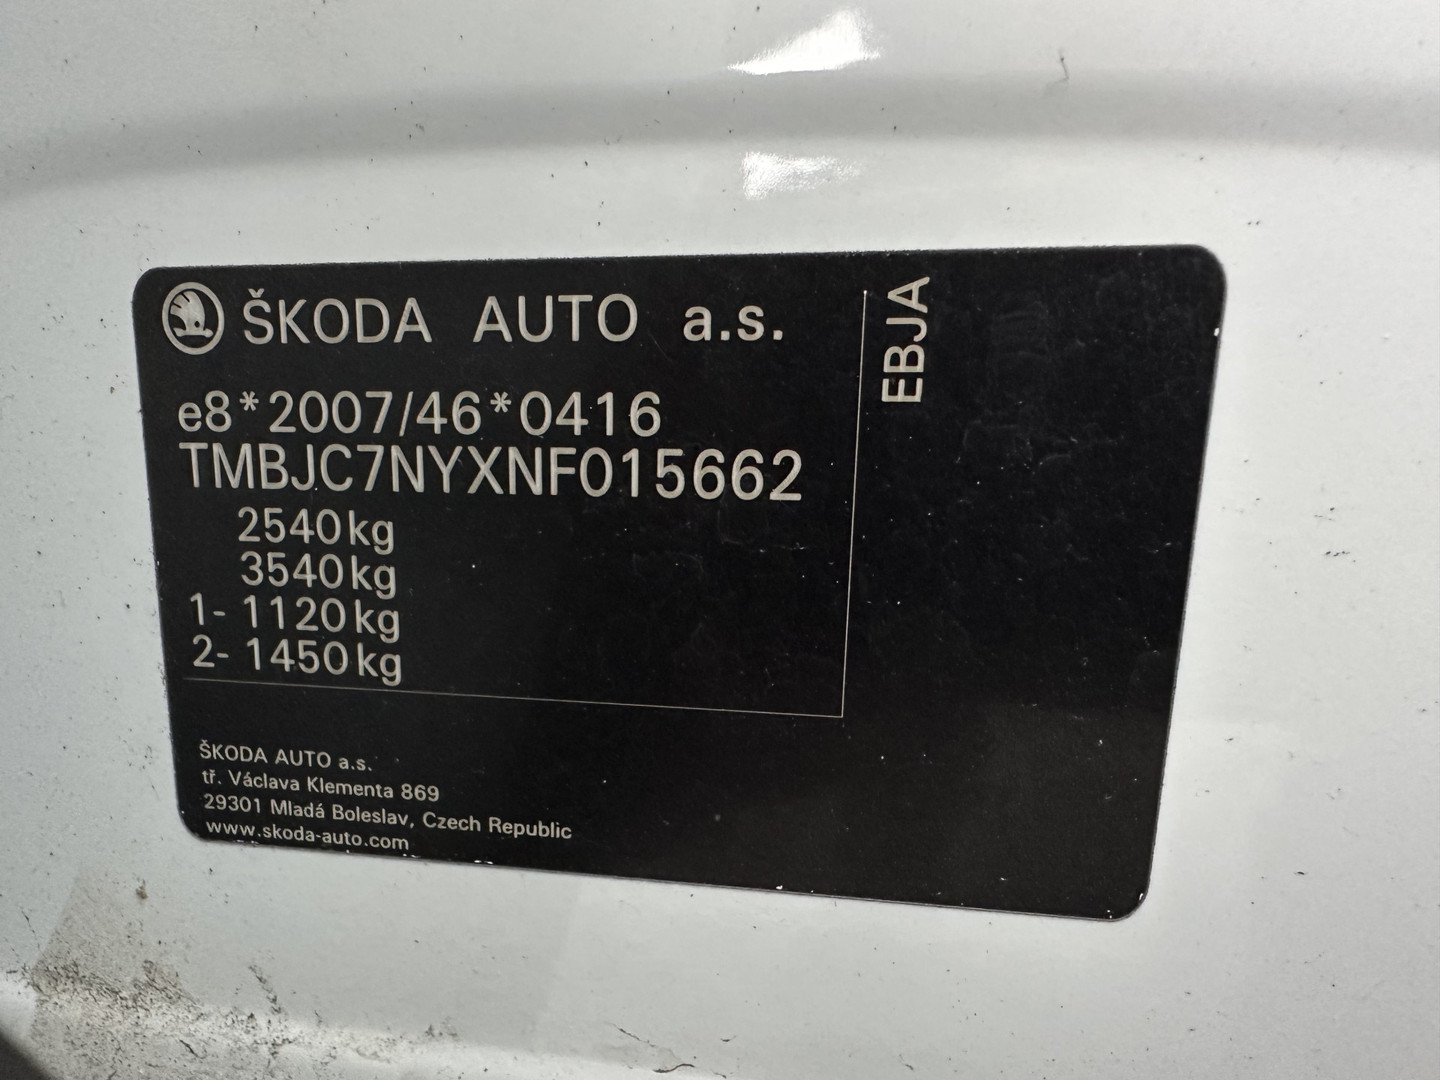 ŠKODA AUTO a.s.
EBJA
e8*2007/46*0416
TMBJC7NYXNF015662
2540kg
3540kg
1- 1120kg
2- 1450kg
ŠKODA AUTO a.s.
tř. Václava Klementa 869
29301 Mladá Boleslav, Czech Republic
www.skoda-auto.com